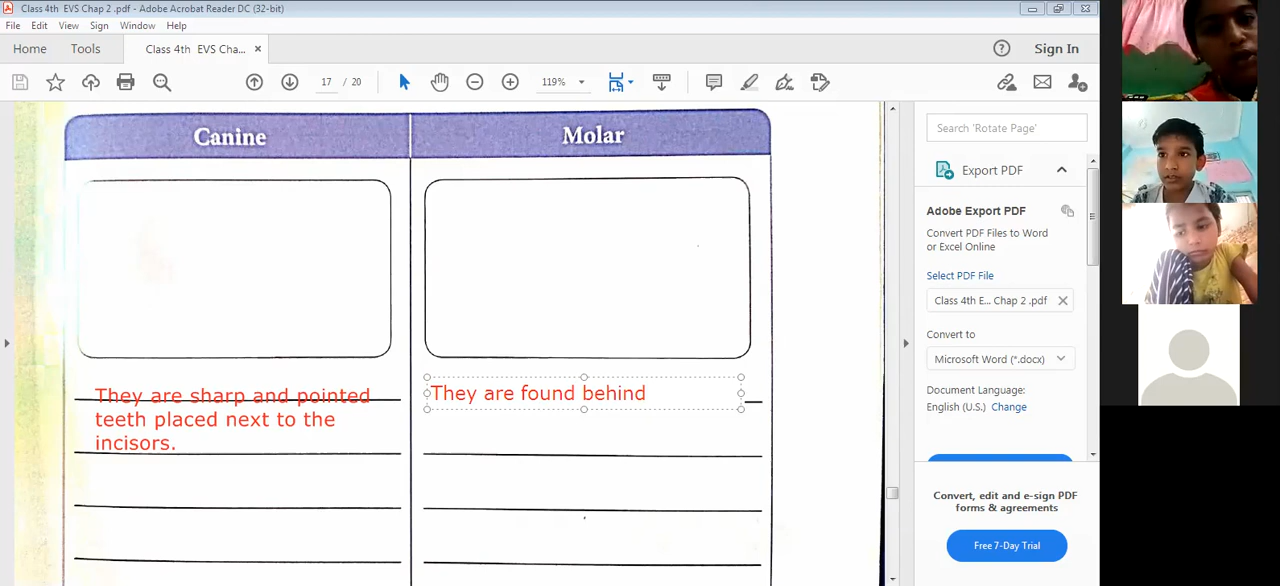 Class 4th EVS Chap 2 .pdf - Adobe Acrobat Reader DC (32-bit)
File Edit View Sign Window Help
Home Tools Class 4th EVS Cha... × Sign In
17 / 20 119%
Canine Molar
They are sharp and pointed
teeth placed next to the
incisors.
They are found behind
Search 'Rotate Page'
Export PDF
Adobe Export PDF
Convert PDF Files to Word
or Excel Online
Select PDF File
Class 4th E... Chap 2 .pdf
Convert to
Microsoft Word (*.docx)
Document Language:
English (U.S.) Change
Convert, edit and e-sign PDF
forms & agreements
Free 7-Day Trial